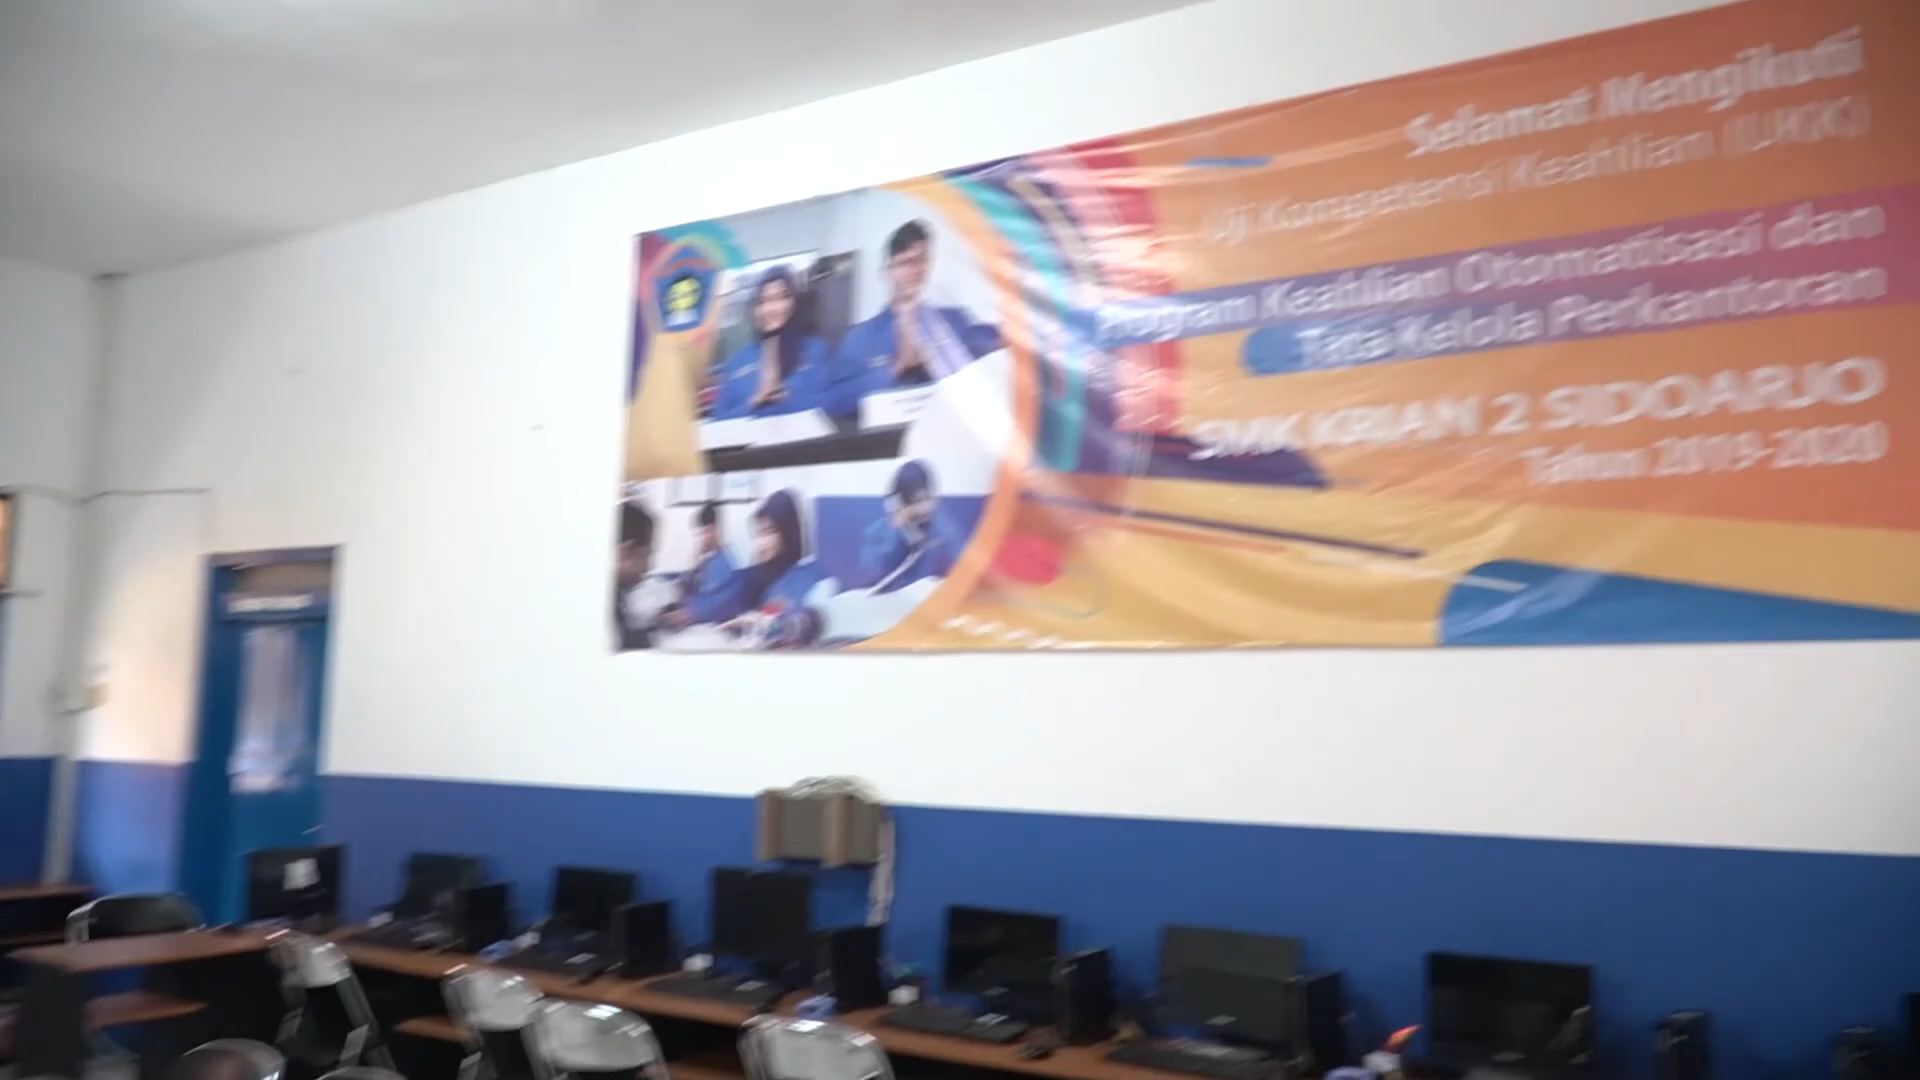 Selamat Mengikuti
Uji Kompetensi Keahlian (UKK)
Program Keahlian Otomatisasi dan
Tata Kelola Perkantoran
SMK KRIAN 2 SIDOARJO
Tahun 2019-2020